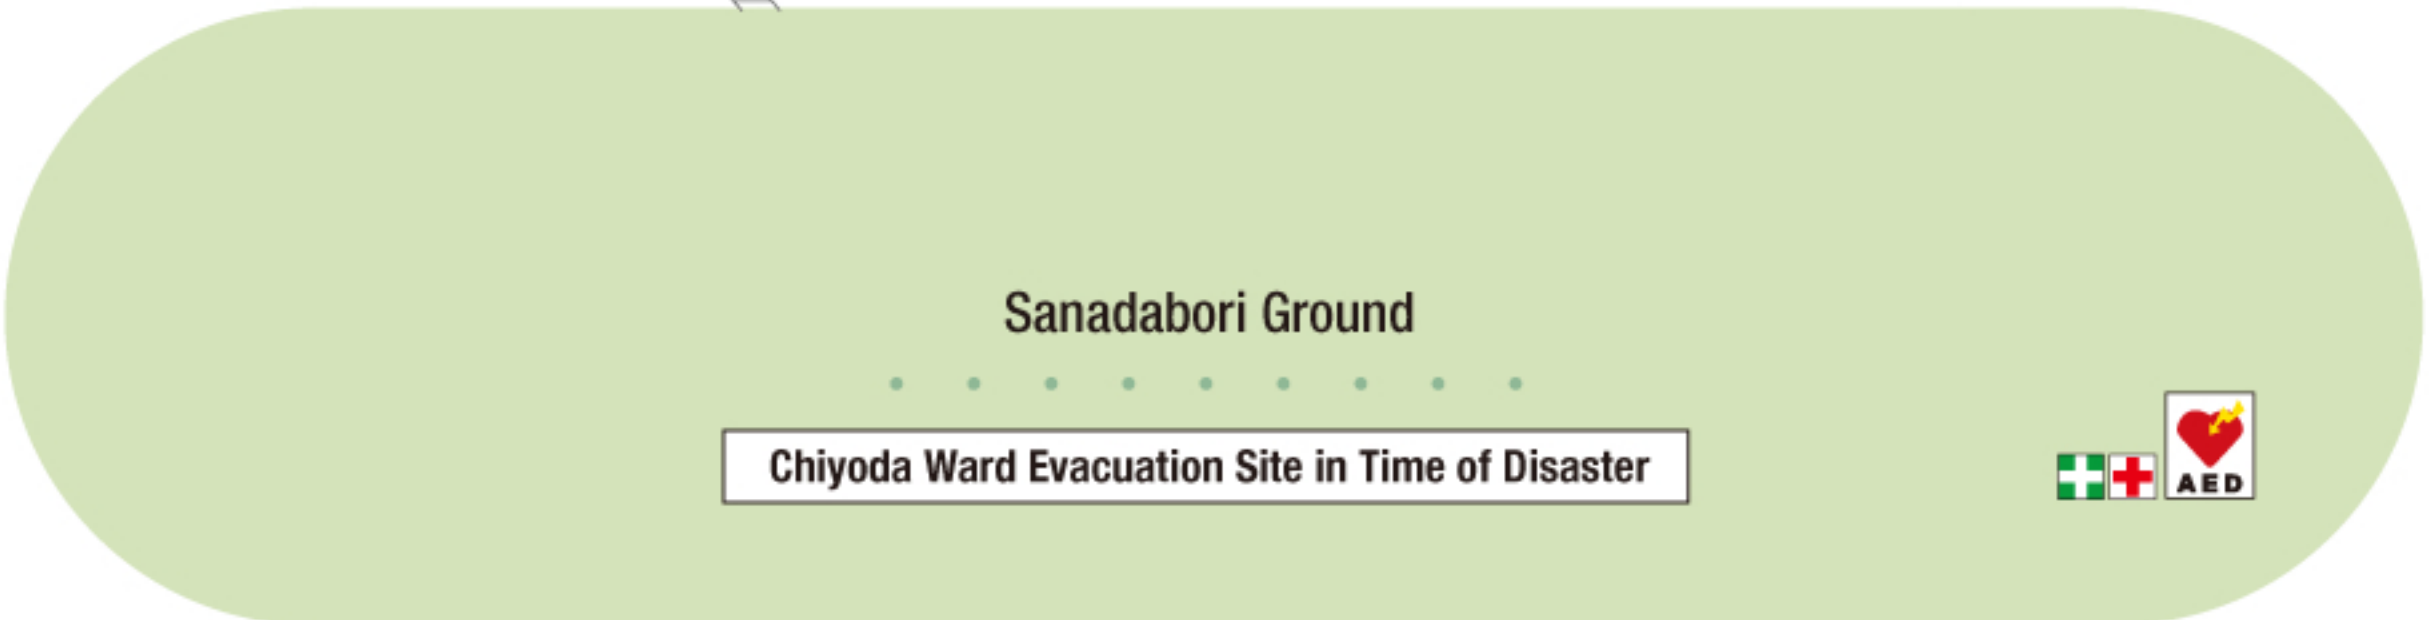 Sanadabori Ground
Chiyoda Ward Evacuation Site in Time of Disaster
AED